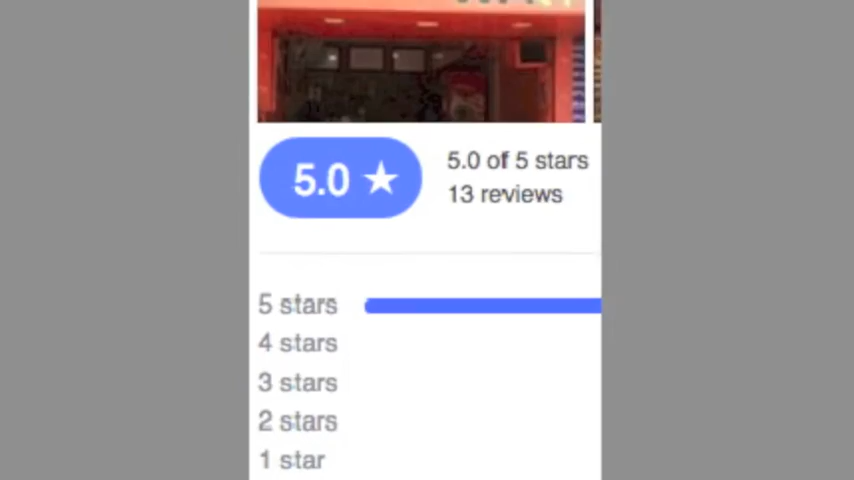 5.0 ★
5.0 of 5 stars
13 reviews
5 stars
4 stars
3 stars
2 stars
1 star